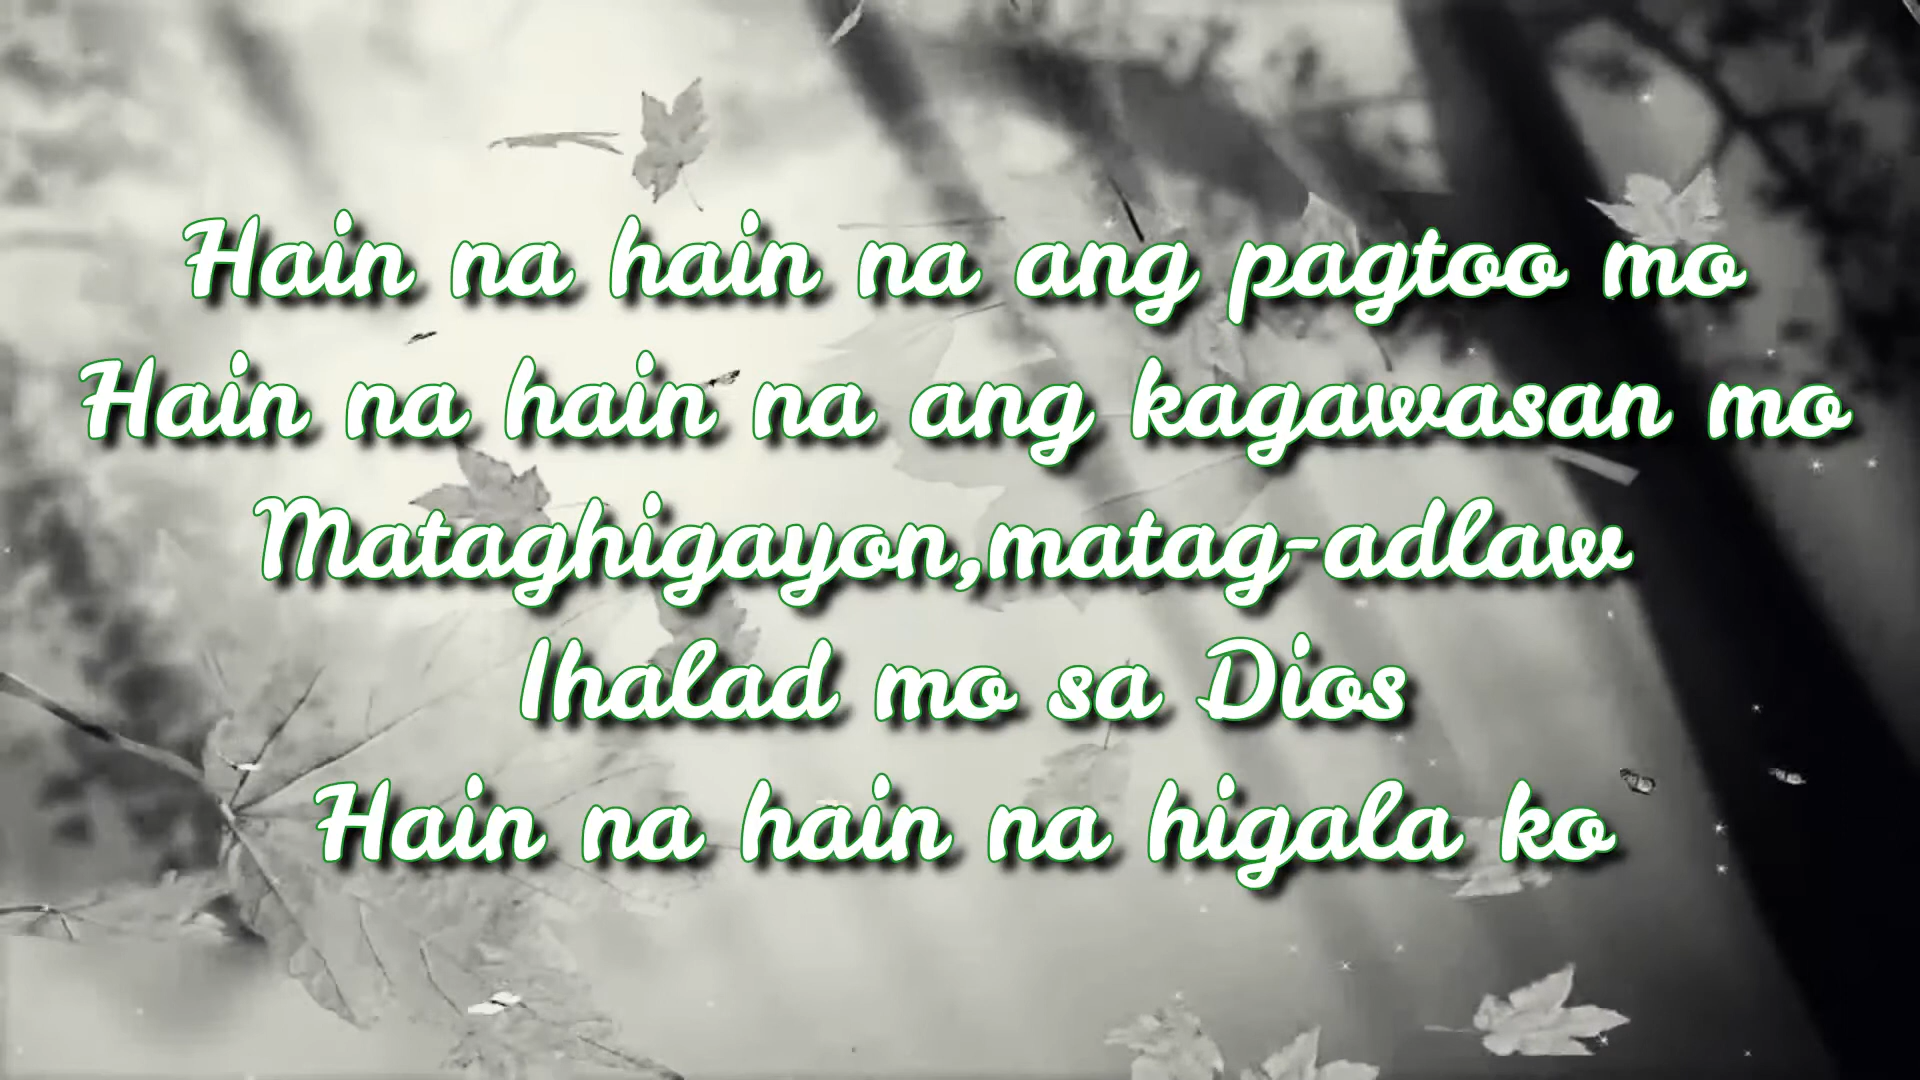 Hain na hain na ang pagtoo mo
Hain na hain na ang kagawasan mo
Mataghigayon,matag-adlaw
Ihalad mo sa Dios
Hain na hain na higala ko